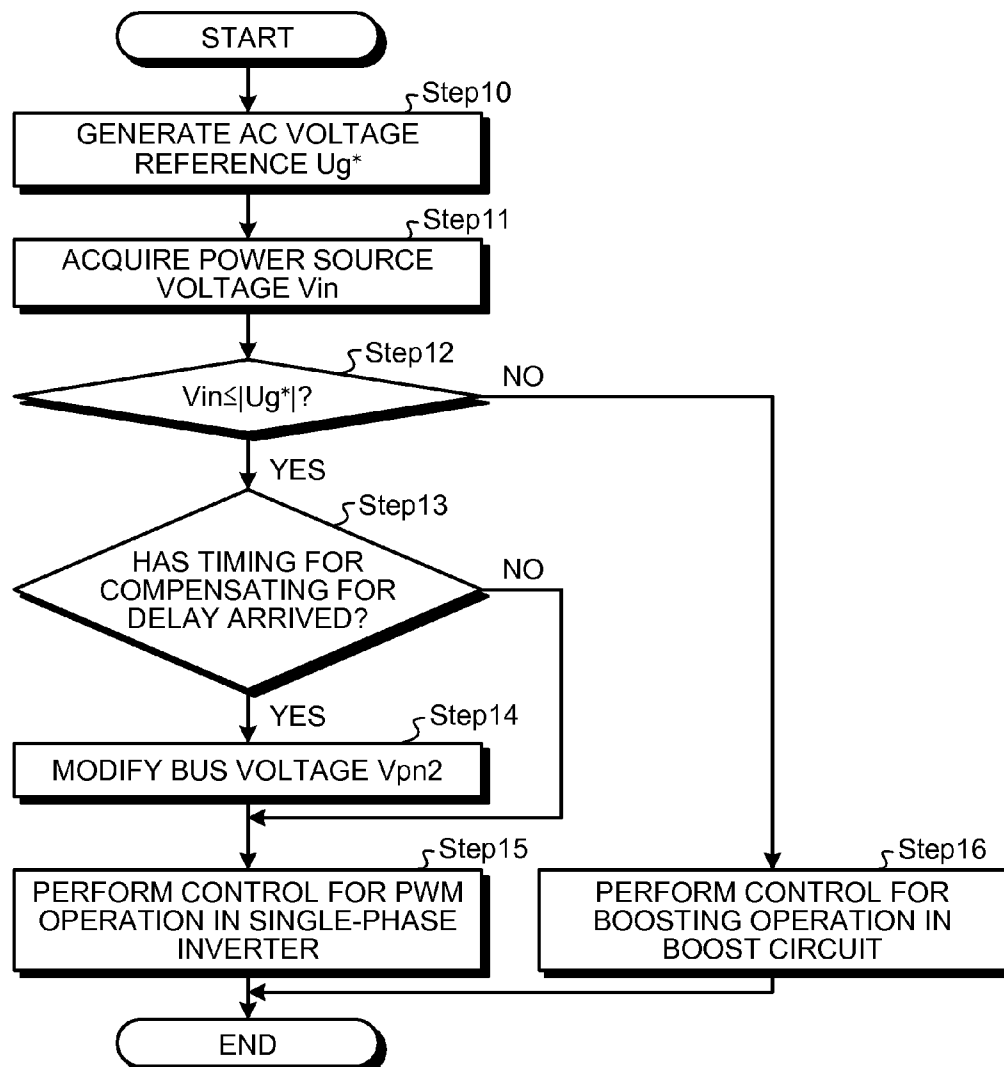 START
Step10
GENERATE AC VOLTAGE
REFERENCE Ug*
Step11
ACQUIRE POWER SOURCE
VOLTAGE Vin
Step12
Vin≤|Ug*|?
NO
YES
Step13
HAS TIMING FOR
COMPENSATING FOR
DELAY ARRIVED?
NO
YES
Step14
MODIFY BUS VOLTAGE Vpn2
Step15
PERFORM CONTROL FOR PWM
OPERATION IN SINGLE-PHASE
INVERTER
Step16
PERFORM CONTROL FOR
BOOSTING OPERATION IN
BOOST CIRCUIT
END